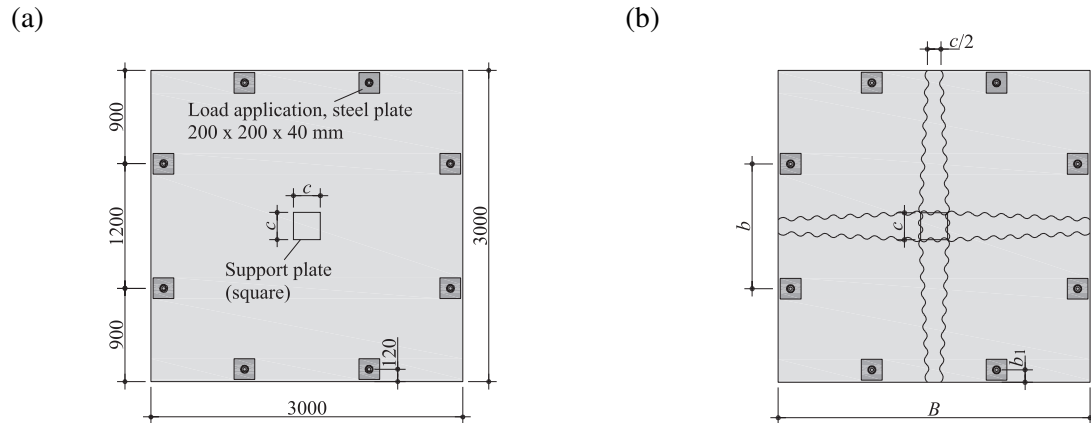 (a)
(b)
c/2
Load application, steel plate
200 x 200 x 40 mm
900
1200
900
c
c
Support plate
(square)
3000
120
3000
b
c
b1
B